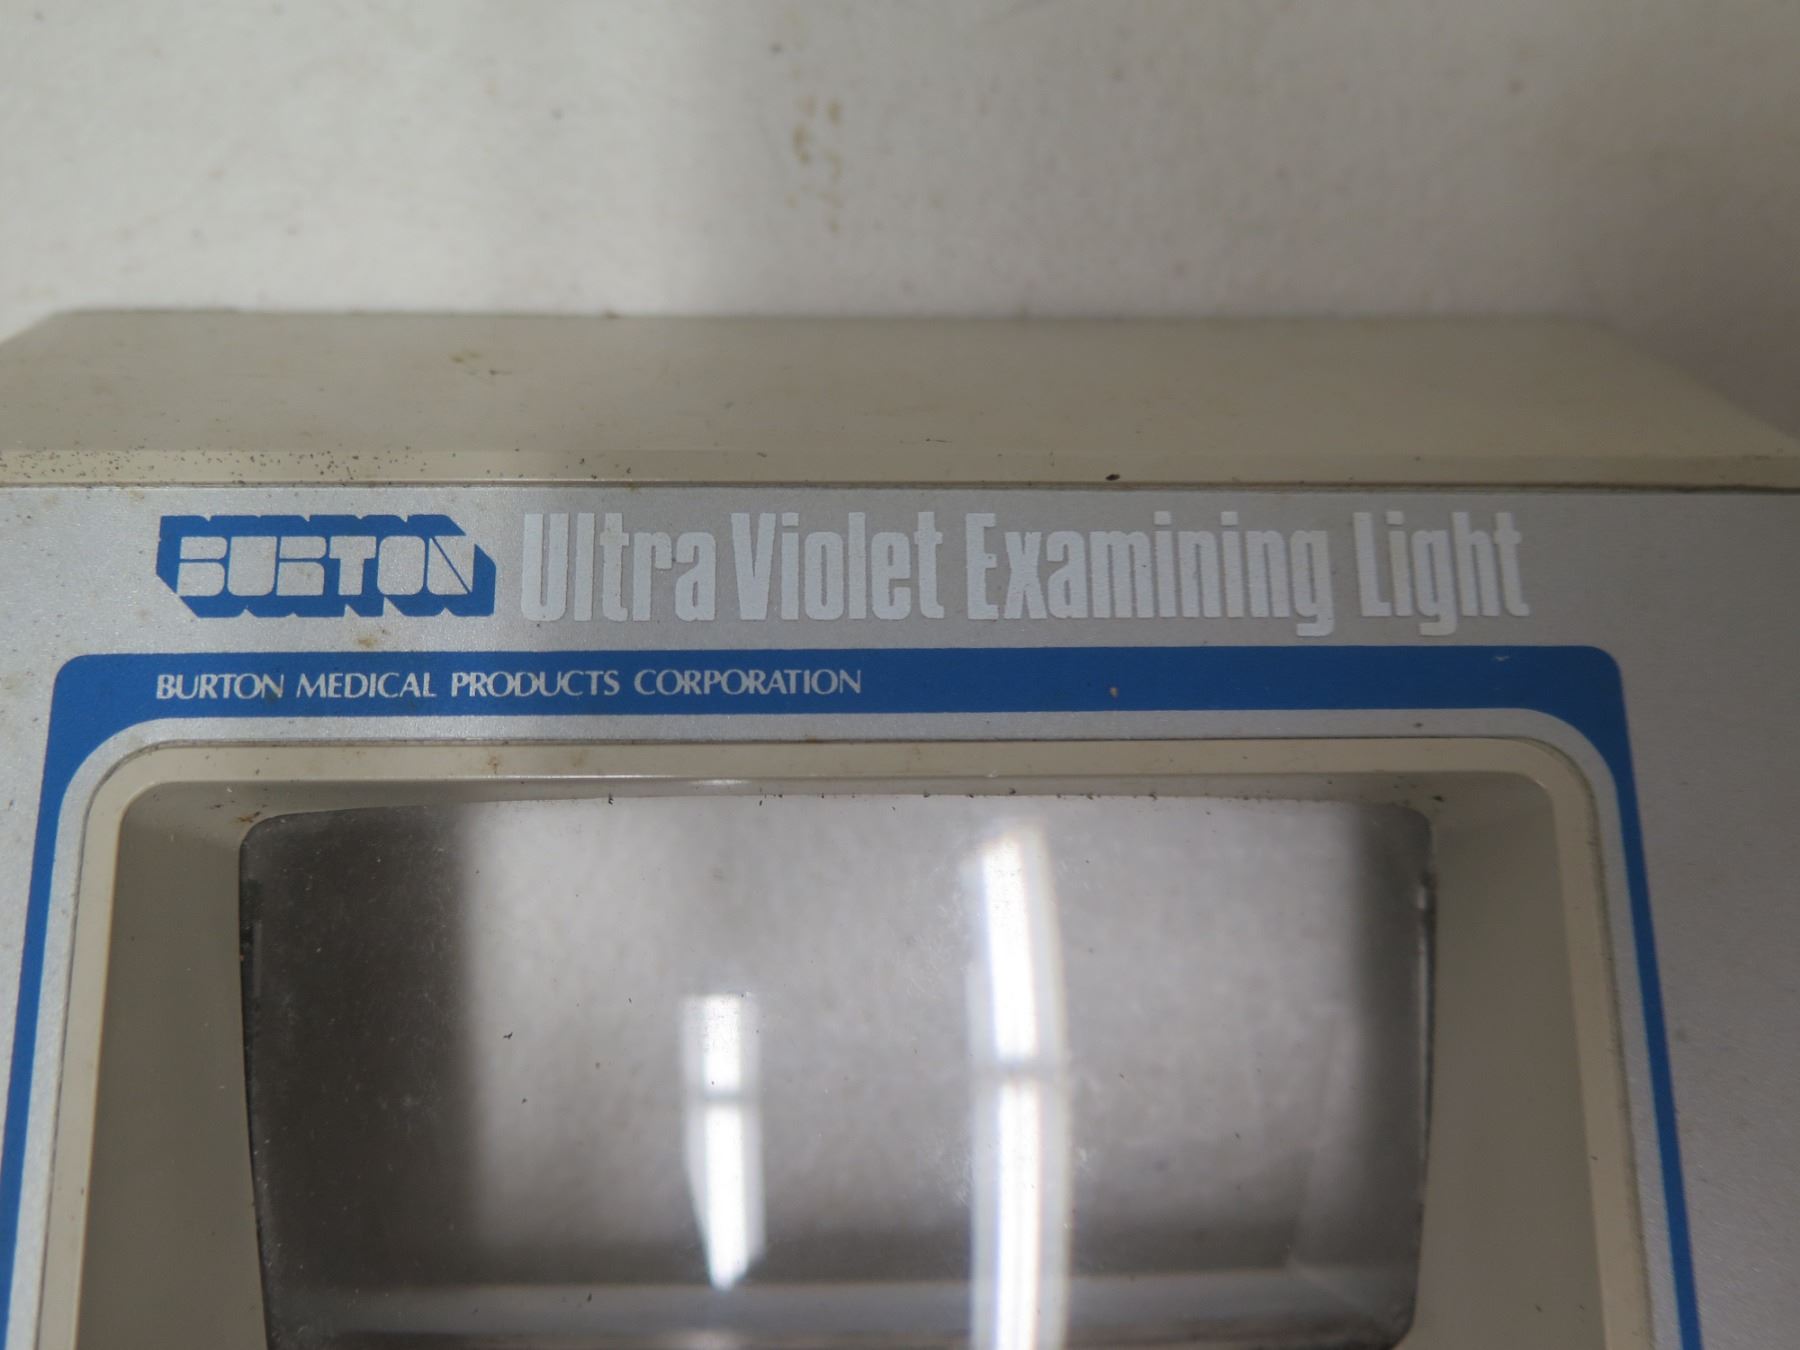 BURTON Ultra Violet Examining Light
BURTON MEDICAL PRODUCTS CORPORATION